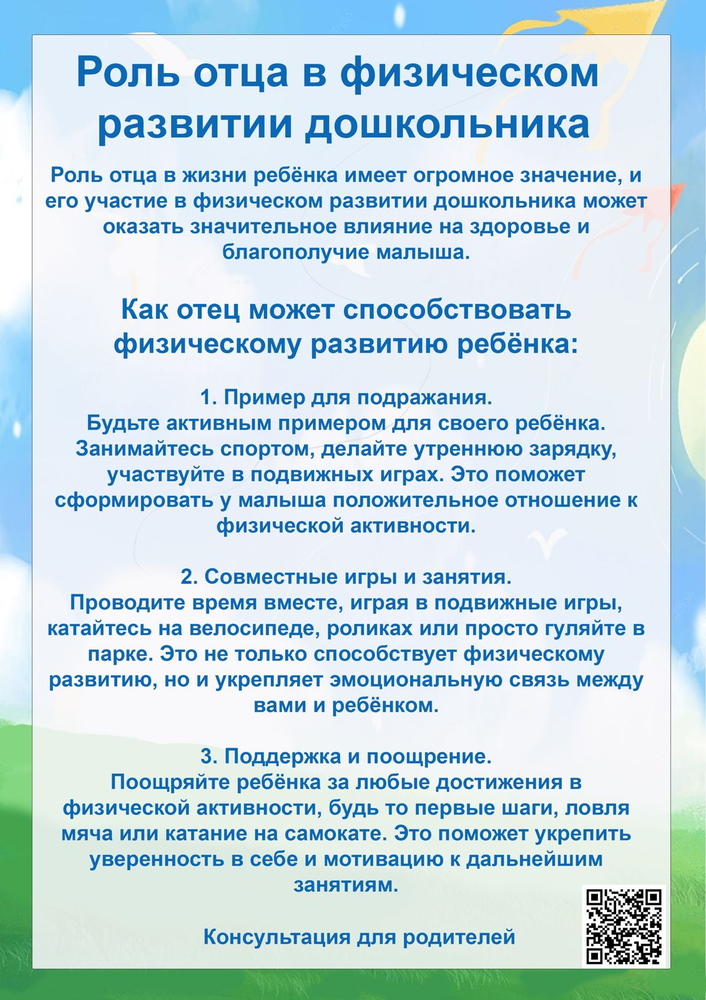 Роль отца в физическом
развитии дошкольника
Роль отца в жизни ребёнка имеет огромное значение, и
его участие в физическом развитии дошкольника может
оказать значительное влияние на здоровье и
благополучие малыша.
Как отец может способствовать
физическому развитию ребёнка:
1. Пример для подражания.
Будьте активным примером для своего ребёнка.
Занимайтесь спортом, делайте утреннюю зарядку,
участвуйте в подвижных играх. Это поможет
сформировать у малыша положительное отношение к
физической активности.
2. Совместные игры и занятия.
Проводите время вместе, играя в подвижные игры,
катайтесь на велосипеде, роликах или просто гуляйте в
парке. Это не только способствует физическому
развитию, но и укрепляет эмоциональную связь между
вами и ребёнком.
3. Поддержка и поощрение.
Поощряйте ребёнка за любые достижения в
физической активности, будь то первые шаги, ловля
мяча или катание на самокате. Это поможет укрепить
уверенность в себе и мотивацию к дальнейшим
занятиям.
Консультация для родителей